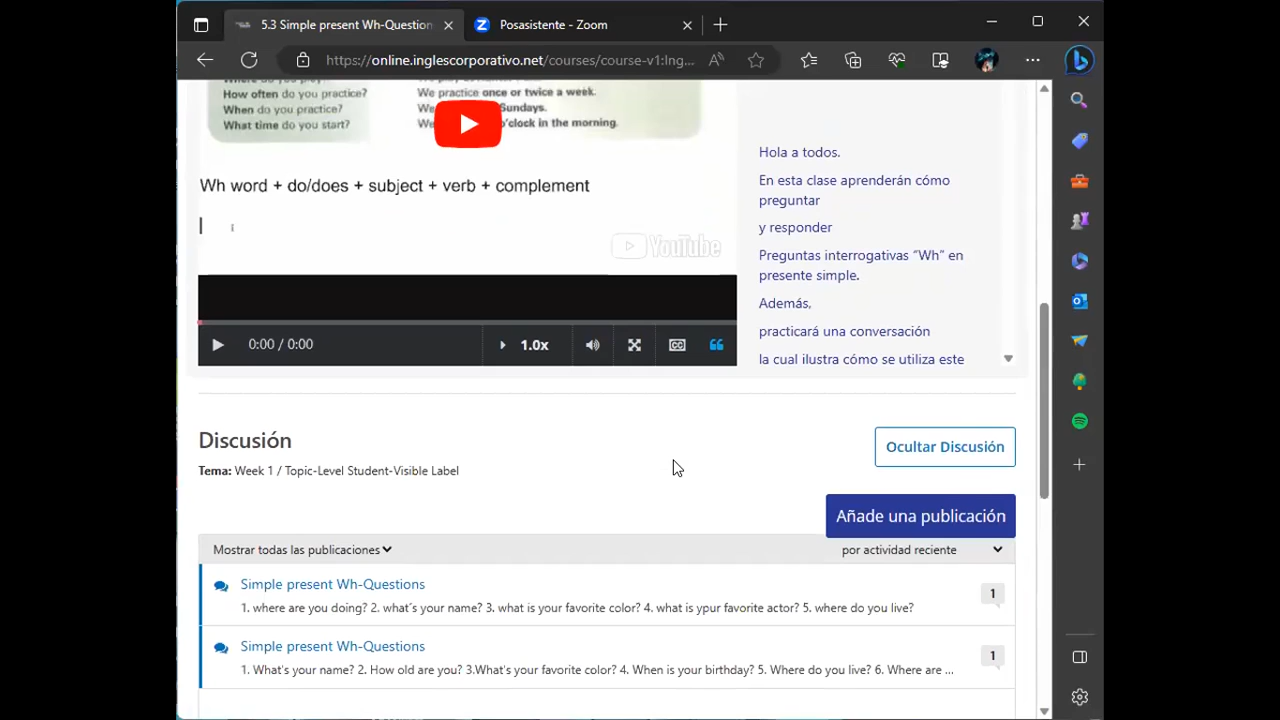 5.3 Simple present Wh-Question
Posasistente - Zoom
https://online.inglescorporativo.net/courses/course-v1:Ing...
How often do you practice?
We practice once or twice a week.
When do you practice?
We
Sundays.
What time do you start?
We
o'clock in the morning.
Wh word + do/does + subject + verb + complement
YouTube
0:00 / 0:00
1.0x
Hola a todos.
En esta clase aprenderán cómo
preguntar
y responder
Preguntas interrogativas “Wh” en
presente simple.
Además,
practicará una conversación
la cual ilustra cómo se utiliza este
Discusión
Ocultar Discusión
Tema: Week 1 / Topic-Level Student-Visible Label
Añade una publicación
Mostrar todas las publicaciones
por actividad reciente
Simple present Wh-Questions
1. where are you doing? 2. what´s your name? 3. what is your favorite color? 4. what is ypur favorite actor? 5. where do you live?
1
Simple present Wh-Questions
1. What's your name? 2. How old are you? 3.What's your favorite color? 4. When is your birthday? 5. Where do you live? 6. Where are ...
1